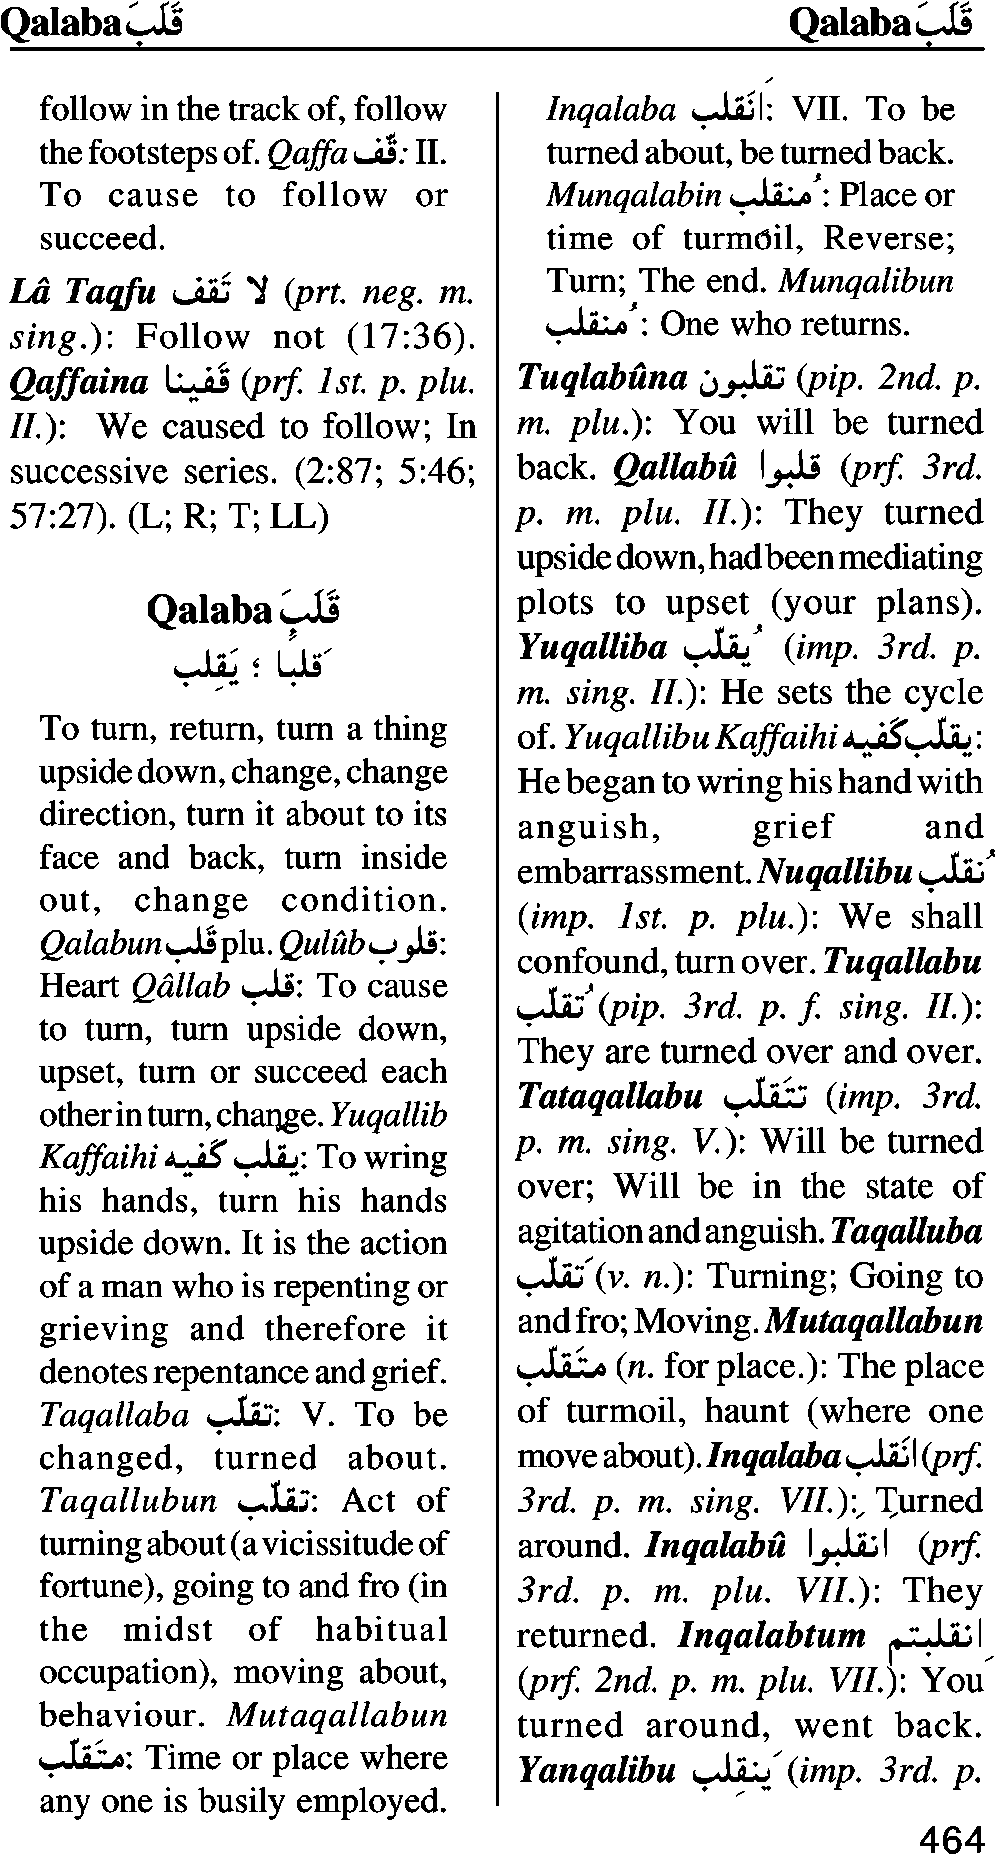 Qalaba قَلَبَ
Qalaba قَلَبَ
follow in the track of, follow
the footsteps of. Qaffa قَفّ: II.
To cause to follow or
succeed.
Lâ Taqfu لا تَقف (prt. neg. m.
sing.): Follow not (17:36).
Qaffaina قَفينا (prf. 1st. p. plu.
II.): We caused to follow; In
successive series. (2:87; 5:46;
57:27). (L; R; T; LL)
Qalaba قَلَبَ
قلباً ؛ يَقِلب
To turn, return, turn a thing
upside down, change, change
direction, turn it about to its
face and back, turn inside
out, change condition.
Qalabun قَلب plu. Qulûb قلوب:
Heart Qâllab قلب: To cause
to turn, turn upside down,
upset, turn or succeed each
other in turn, change. Yuqallib
Kaffaihi يقلب كَفيه: To wring
his hands, turn his hands
upside down. It is the action
of a man who is repenting or
grieving and therefore it
denotes repentance and grief.
Taqallaba تقلّب: V. To be
changed, turned about.
Taqallubun تقلّب: Act of
turning about (a vicissitude of
fortune), going to and fro (in
the midst of habitual
occupation), moving about,
behaviour. Mutaqallabun
متَقلّب: Time or place where
any one is busily employed.
Inqalaba اَنَقلب: VII. To be
turned about, be turned back.
Munqalabin مُنقلب: Place or
time of turmoil, Reverse;
Turn; The end. Munqalibun
مُنقلب: One who returns.
Tuqlabûna تقلبون (pip. 2nd. p.
m. plu.): You will be turned
back. Qallabû قلبوا (prf. 3rd.
p. m. plu. II.): They turned
upside down, had been mediating
plots to upset (your plans).
Yuqalliba يُقلّب (imp. 3rd. p.
m. sing. II.): He sets the cycle
of. Yuqallibu Kaffaihi يقلّب كَفيه:
He began to wring his hand with
anguish, grief and
embarrassment. Nuqallibu نُقلّب
(imp. 1st. p. plu.): We shall
confound, turn over. Tuqallabu
تُقلّب (pip. 3rd. p. f. sing. II.):
They are turned over and over.
Tataqallabu تتَقلّب (imp. 3rd.
p. m. sing. V.): Will be turned
over; Will be in the state of
agitation and anguish. Taqalluba
تَقلّب (v. n.): Turning; Going to
and fro; Moving. Mutaqallabun
متَقلّب (n. for place.): The place
of turmoil, haunt (where one
move about). Inqalaba انَقلب (prf.
3rd. p. m. sing. VII.): Turned
around. Inqalabû انقلبوا (prf.
3rd. p. m. plu. VII.): They
returned. Inqalabtum انقلبتم
(prf. 2nd. p. m. plu. VII.): You
turned around, went back.
Yanqalibu يَنقِلب (imp. 3rd. p.
464